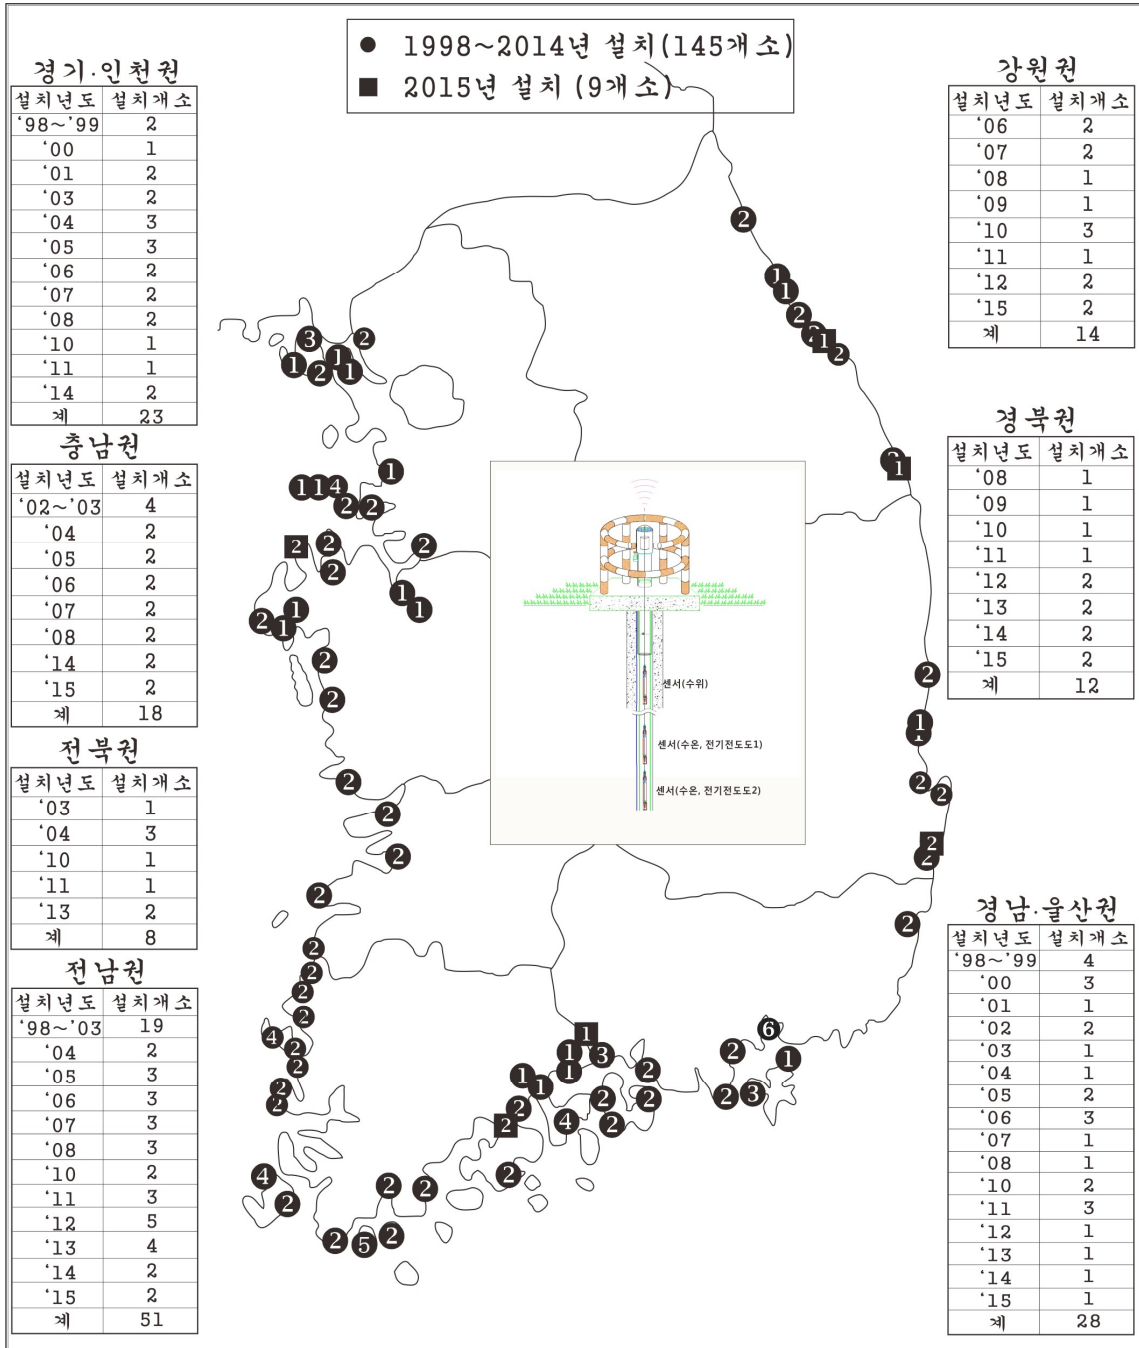 ● 1998~2014년 설치(145개소)
■ 2015년 설치 (9개소)
경기·인천권
설치년도 설치개소
‘98~’99 2
‘00 1
‘01 2
‘03 2
‘04 3
‘05 3
‘06 2
‘07 2
‘08 2
‘10 1
‘11 1
‘14 2
계 23
충남권
설치년도 설치개소
‘02~’03 4
‘04 2
‘05 2
‘06 2
‘07 2
‘08 2
‘14 2
‘15 2
계 18
전북권
설치년도 설치개소
‘03 1
‘04 3
‘10 1
‘11 1
‘13 2
계 8
전남권
설치년도 설치개소
‘98~’03 19
‘04 2
‘05 3
‘06 3
‘07 3
‘08 3
‘10 2
‘11 3
‘12 5
‘13 4
‘14 2
‘15 2
계 51
센서(수위)
센서(수온, 전기전도도1)
센서(수온, 전기전도도2)
강원권
설치년도 설치개소
‘06 2
‘07 2
‘08 1
‘09 1
‘10 3
‘11 1
‘12 2
‘15 2
계 14
경북권
설치년도 설치개소
‘08 1
‘09 1
‘10 1
‘11 1
‘12 2
‘13 2
‘14 2
‘15 2
계 12
경남·울산권
설치년도 설치개소
‘98~’99 4
‘00 3
‘01 1
‘02 2
‘03 1
‘04 1
‘05 2
‘06 3
‘07 1
‘08 1
‘10 2
‘11 3
‘12 1
‘13 1
‘14 1
‘15 1
계 28